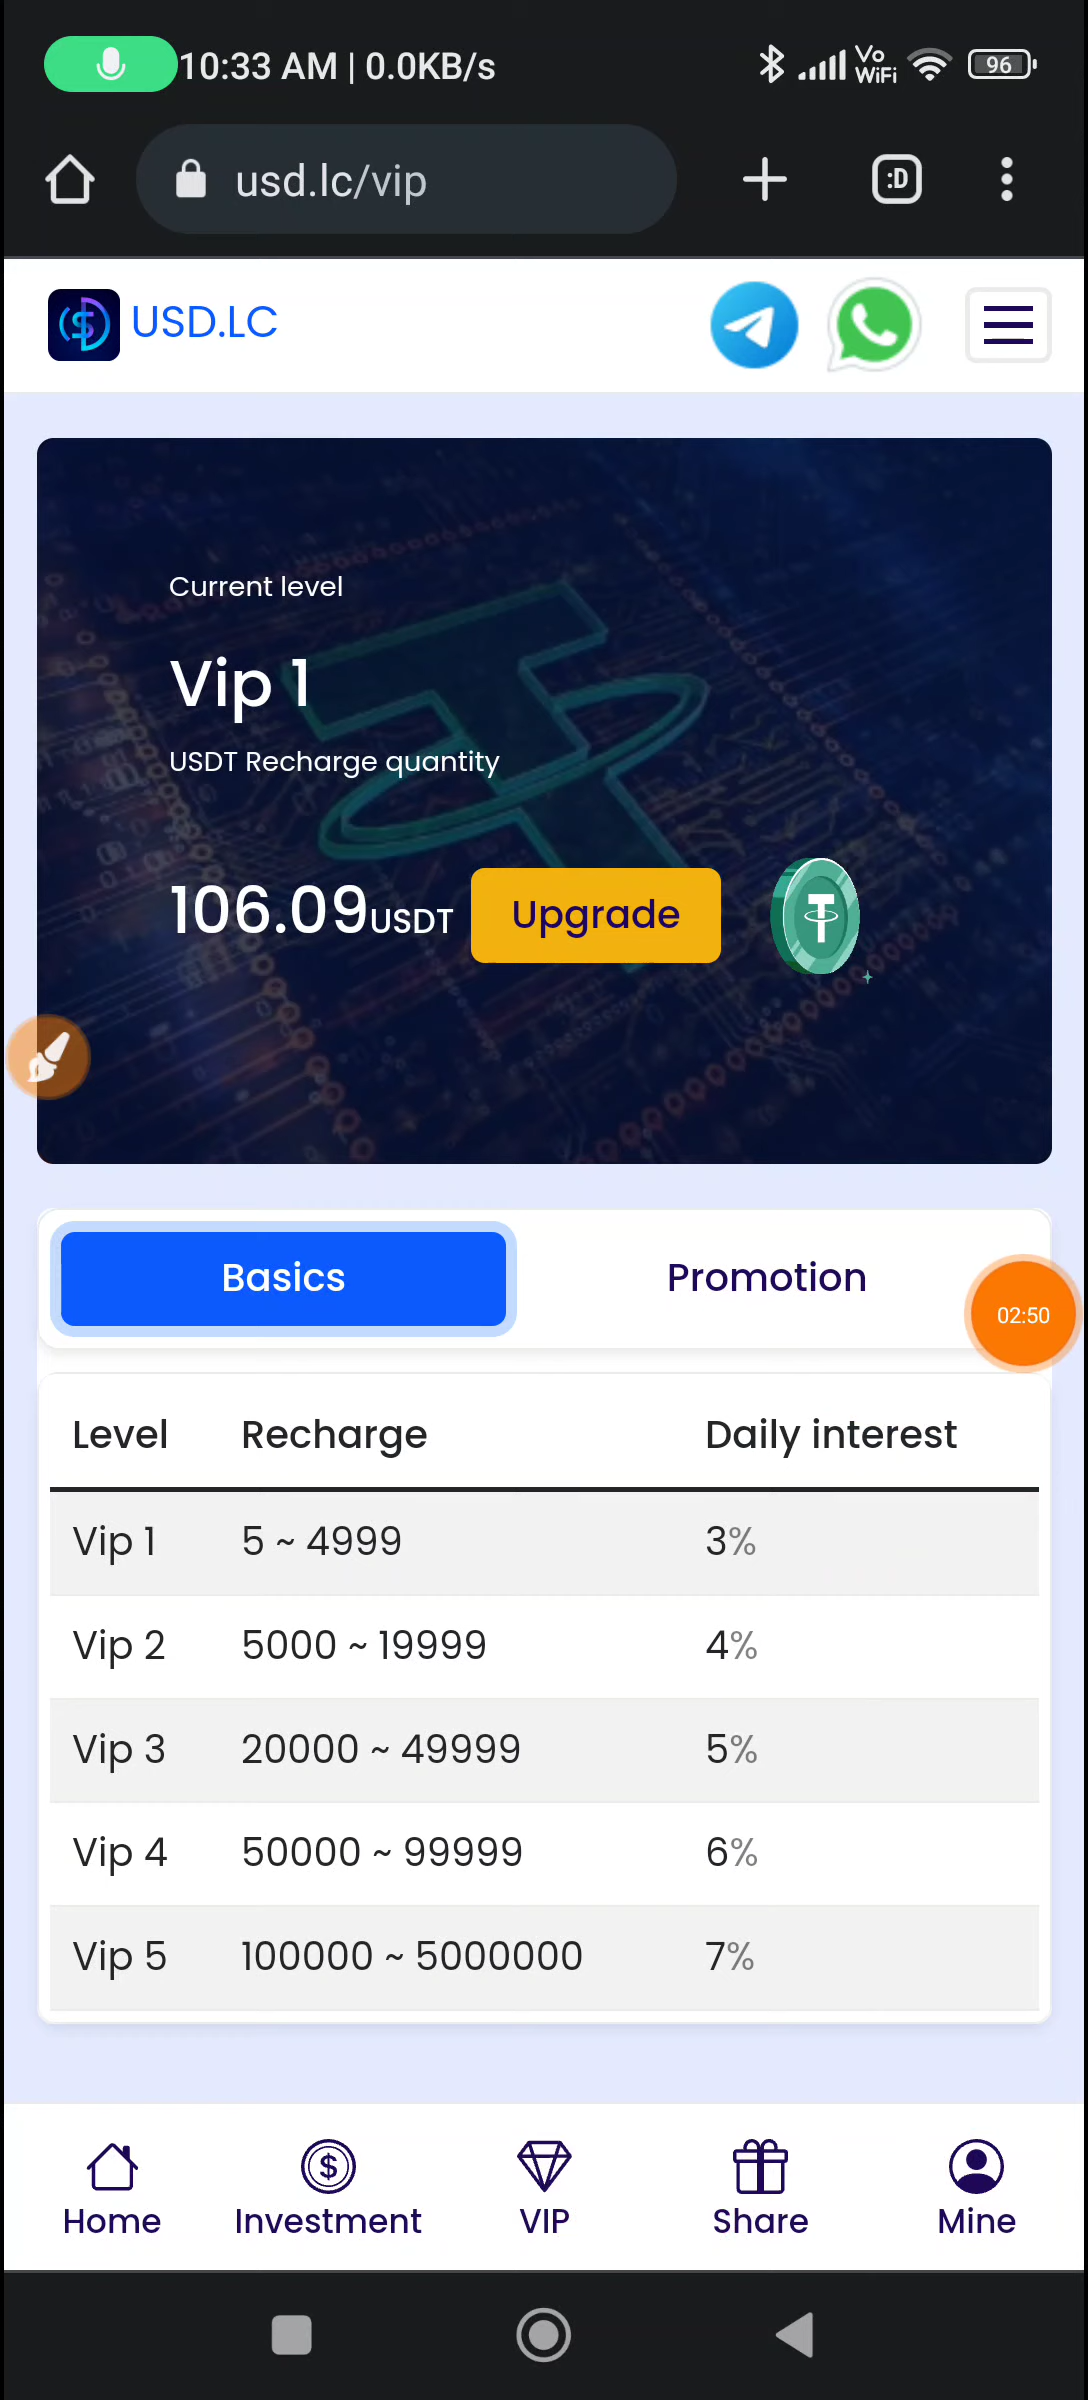 10:33 AM | 0.0KB/s
Vo
WiFi
96
usd.lc/vip
:D
USD.LC
Current level
Vip 1
USDT Recharge quantity
106.09USDT
Upgrade
Basics
Promotion
02:50
Level Recharge Daily interest
Vip 1 5 ~ 4999 3%
Vip 2 5000 ~ 19999 4%
Vip 3 20000 ~ 49999 5%
Vip 4 50000 ~ 99999 6%
Vip 5 100000 ~ 5000000 7%
Home Investment VIP Share Mine